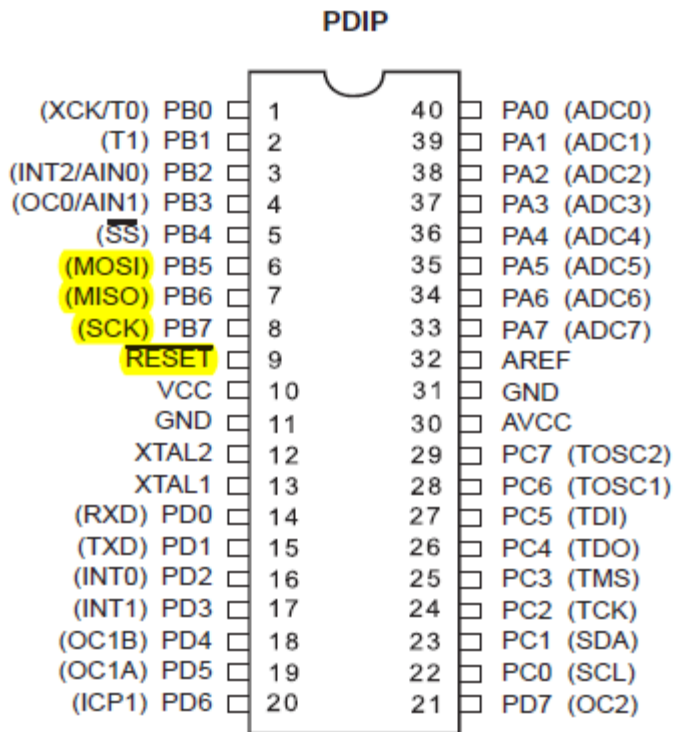 PDIP
(XCK/T0) PB0 1 40 PA0 (ADC0)
(T1) PB1 2 39 PA1 (ADC1)
(INT2/AIN0) PB2 3 38 PA2 (ADC2)
(OC0/AIN1) PB3 4 37 PA3 (ADC3)
(SS) PB4 5 36 PA4 (ADC4)
(MOSI) PB5 6 35 PA5 (ADC5)
(MISO) PB6 7 34 PA6 (ADC6)
(SCK) PB7 8 33 PA7 (ADC7)
RESET 9 32 AREF
VCC 10 31 GND
GND 11 30 AVCC
XTAL2 12 29 PC7 (TOSC2)
XTAL1 13 28 PC6 (TOSC1)
(RXD) PD0 14 27 PC5 (TDI)
(TXD) PD1 15 26 PC4 (TDO)
(INT0) PD2 16 25 PC3 (TMS)
(INT1) PD3 17 24 PC2 (TCK)
(OC1B) PD4 18 23 PC1 (SDA)
(OC1A) PD5 19 22 PC0 (SCL)
(ICP1) PD6 20 21 PD7 (OC2)